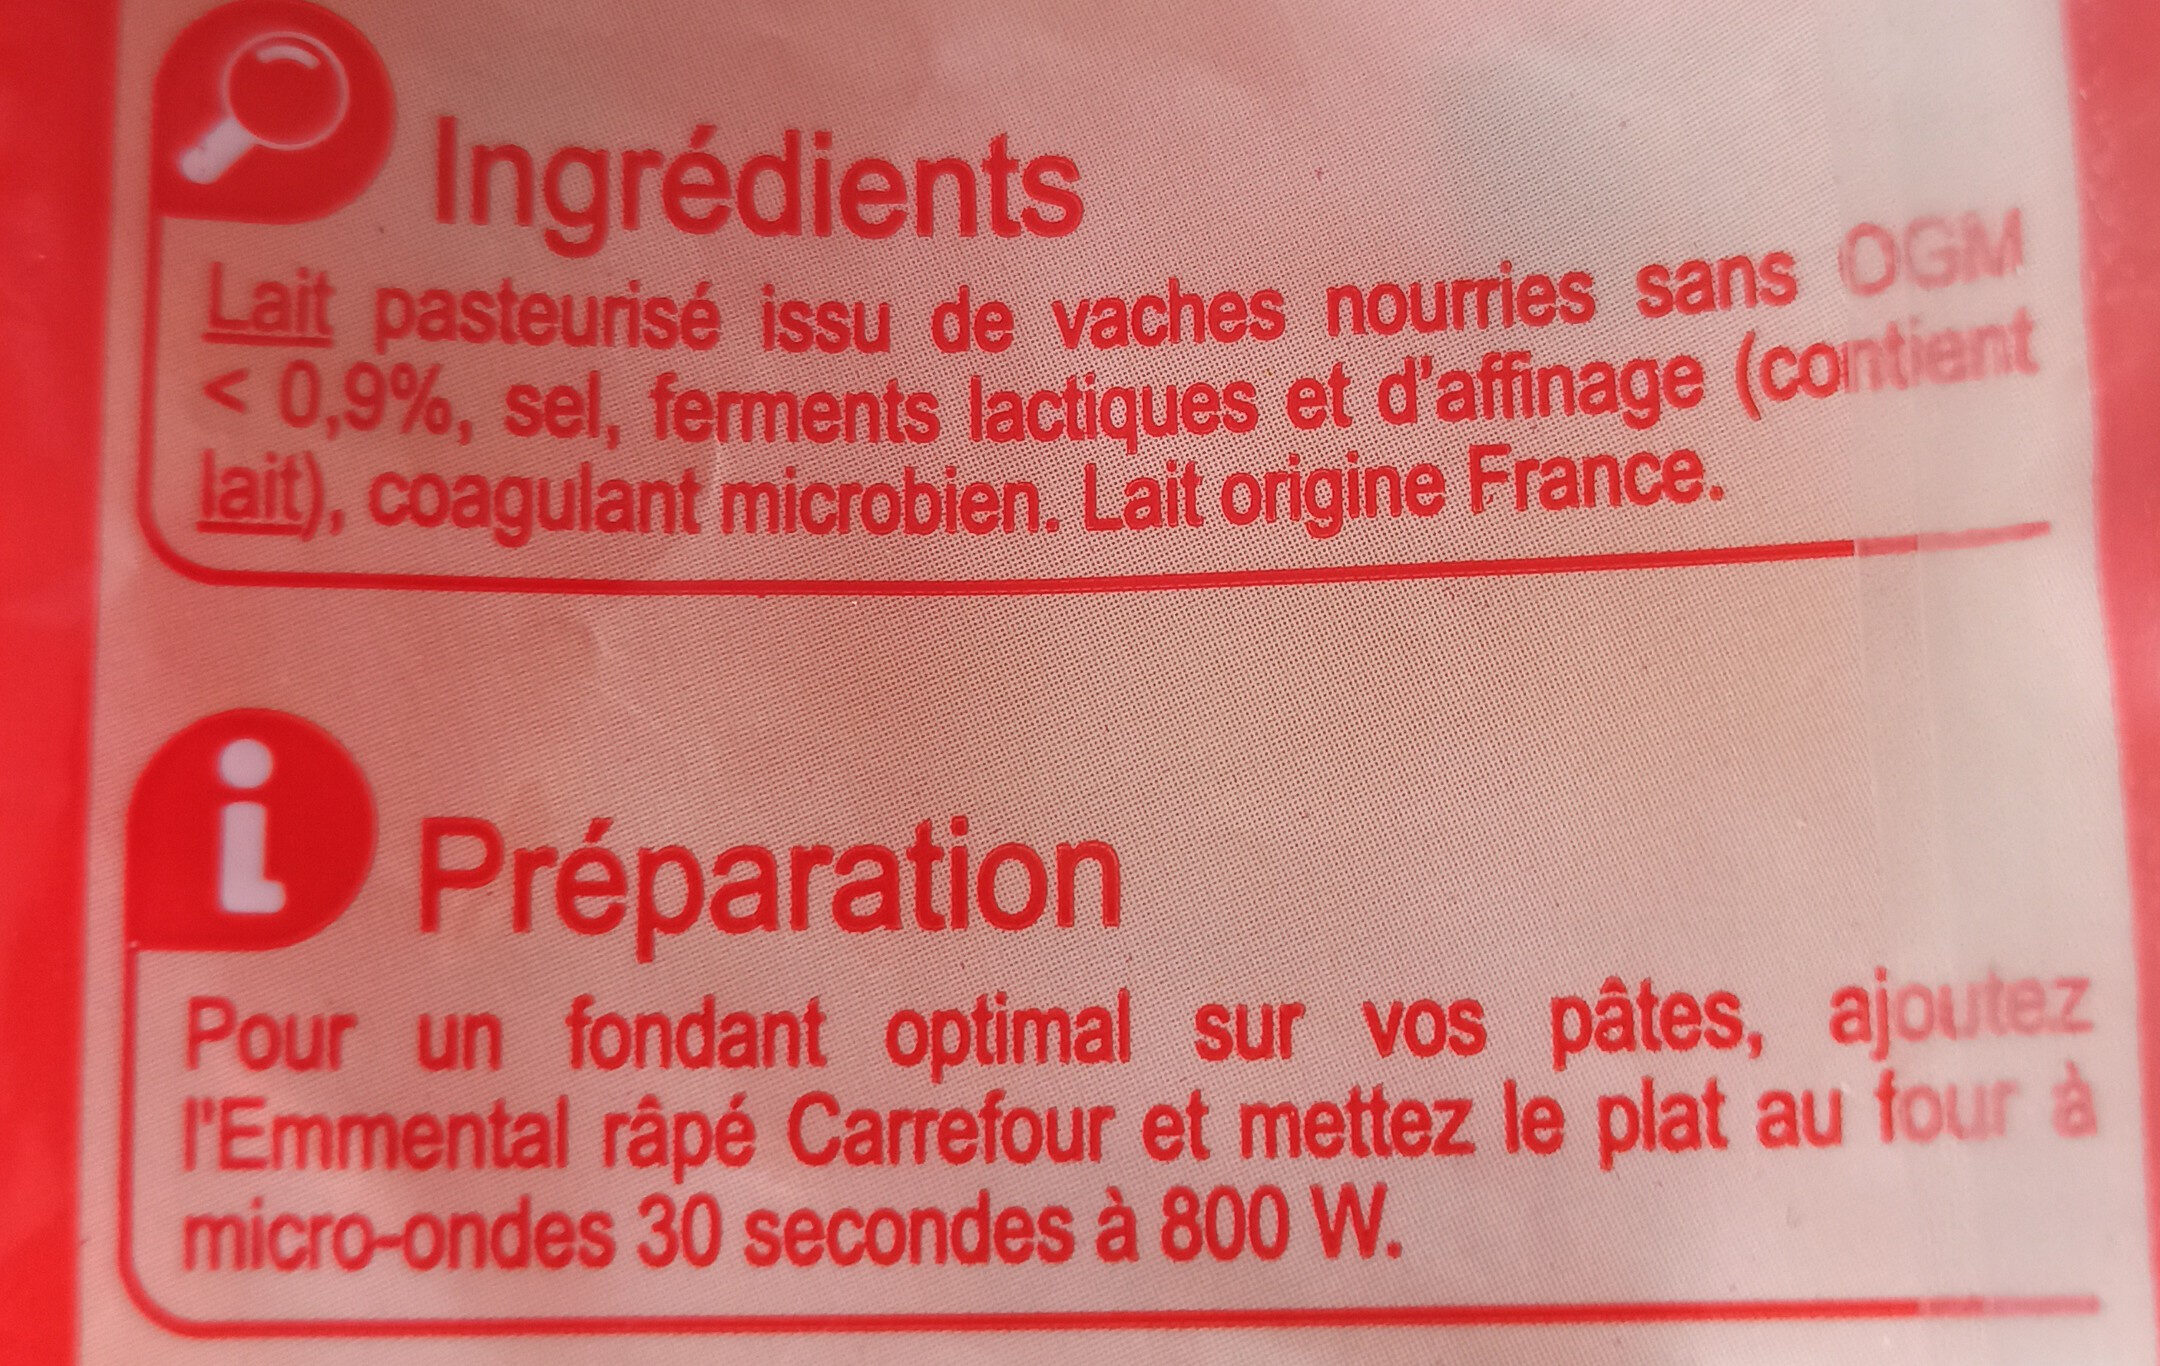 Ingrédients
Lait pasteurisé issu de vaches nourries sans OGM
< 0,9%, sel, ferments lactiques et d'affinage (contient
lait), coagulant microbien. Lait origine France.
i
Préparation
Pour un fondant optimal sur vos pâtes, ajoutez
l'Emmental râpé Carrefour et mettez le plat au four à
micro-ondes 30 secondes à 800 W.